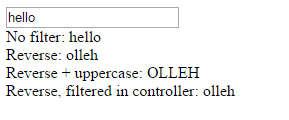 hello
No filter: hello
Reverse: olleh
Reverse + uppercase: OLLEH
Reverse, filtered in controller: olleh